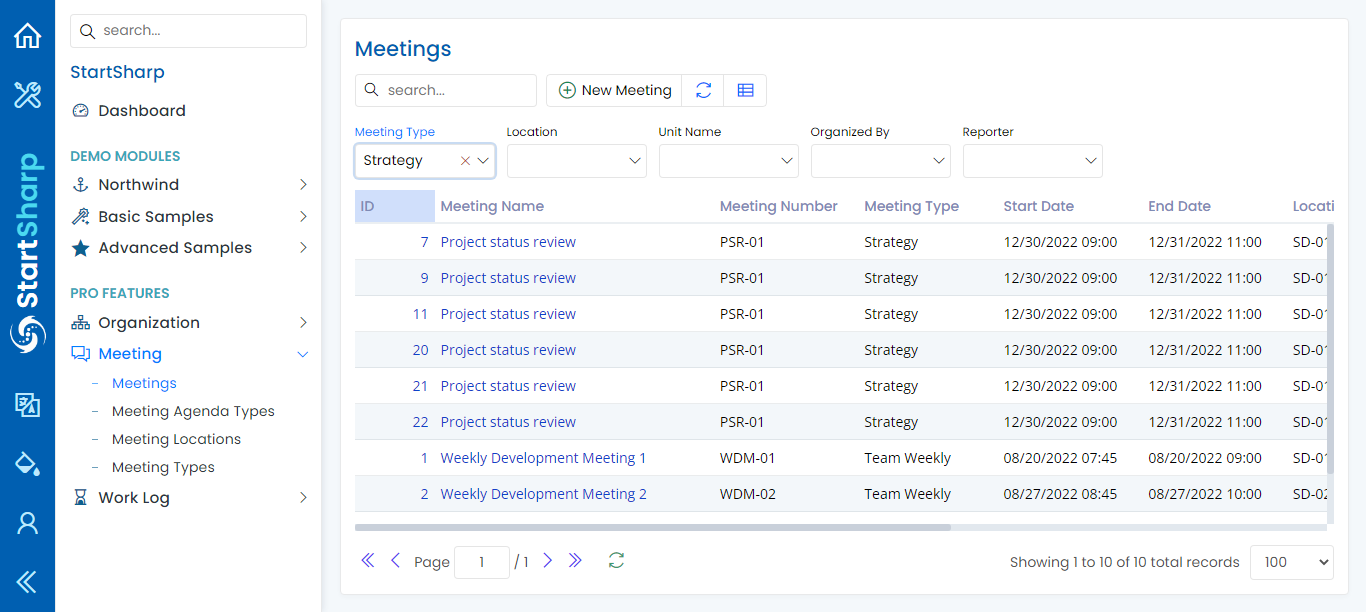 StartSharp
search...
StartSharp
Dashboard
DEMO MODULES
Northwind
Basic Samples
Advanced Samples
PRO FEATURES
Organization
Meeting
– Meetings
– Meeting Agenda Types
– Meeting Locations
– Meeting Types
Work Log
Meetings
search... New Meeting
Meeting Type Location Unit Name Organized By Reporter
Strategy
ID Meeting Name Meeting Number Meeting Type Start Date End Date Locati
7 Project status review PSR-01 Strategy 12/30/2022 09:00 12/31/2022 11:00 SD-01
9 Project status review PSR-01 Strategy 12/30/2022 09:00 12/31/2022 11:00 SD-01
11 Project status review PSR-01 Strategy 12/30/2022 09:00 12/31/2022 11:00 SD-01
20 Project status review PSR-01 Strategy 12/30/2022 09:00 12/31/2022 11:00 SD-01
21 Project status review PSR-01 Strategy 12/30/2022 09:00 12/31/2022 11:00 SD-01
22 Project status review PSR-01 Strategy 12/30/2022 09:00 12/31/2022 11:00 SD-01
1 Weekly Development Meeting 1 WDM-01 Team Weekly 08/20/2022 07:45 08/20/2022 09:00 SD-01
2 Weekly Development Meeting 2 WDM-02 Team Weekly 08/27/2022 08:45 08/27/2022 10:00 SD-02
Page 1 / 1 Showing 1 to 10 of 10 total records 100